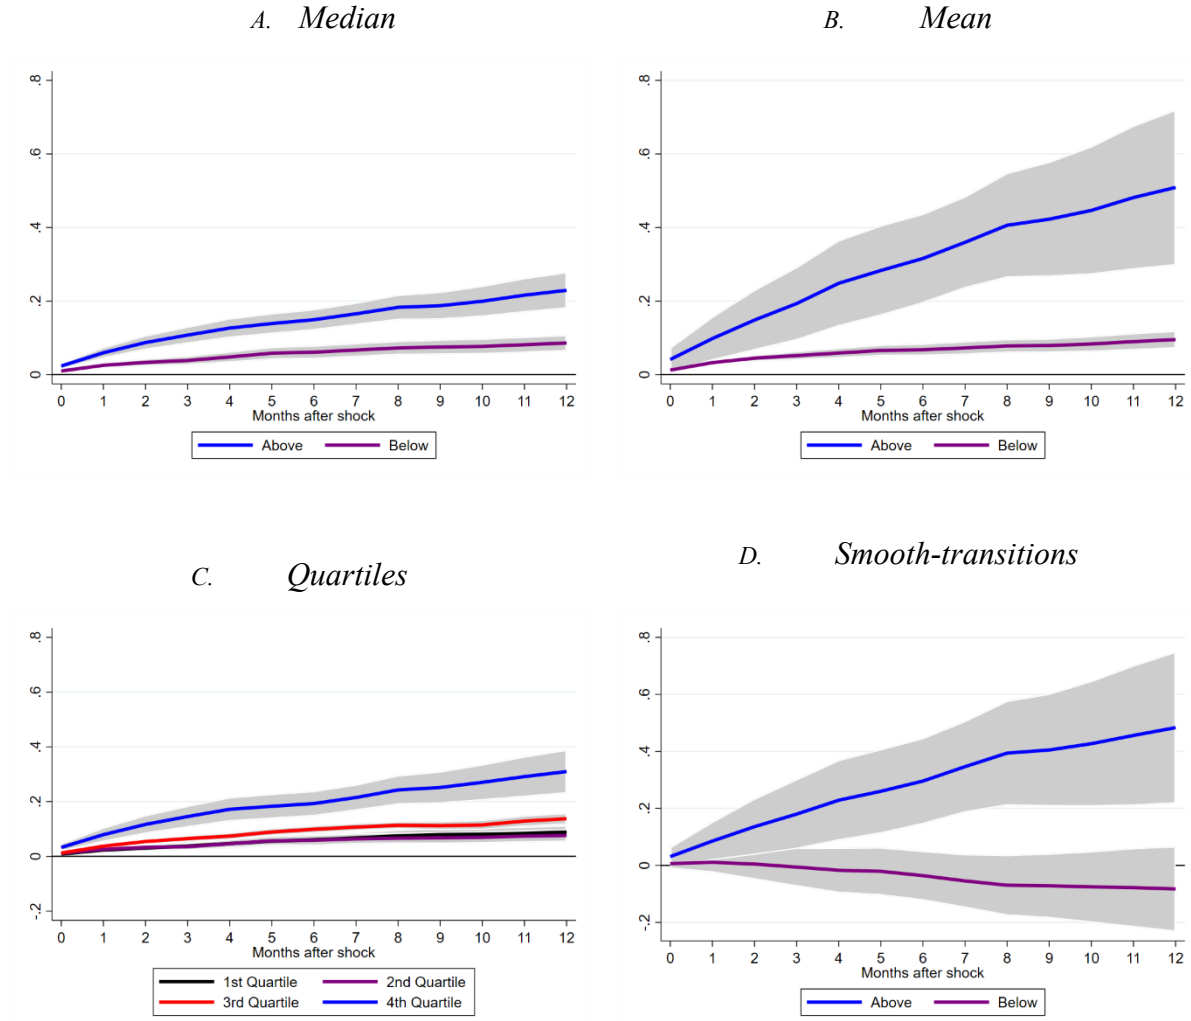 A. Median
.8
.6
.4
.2
0
0 1 2 3 4 5 6 7 8 9 10 11 12
Months after shock
Above Below
B. Mean
.8
.6
.4
.2
0
0 1 2 3 4 5 6 7 8 9 10 11 12
Months after shock
Above Below
C. Quartiles
.8
.6
.4
.2
0
-.2
0 1 2 3 4 5 6 7 8 9 10 11 12
Months after shock
1st Quartile 2nd Quartile
3rd Quartile 4th Quartile
D. Smooth-transitions
.8
.6
.4
.2
0
-.2
0 1 2 3 4 5 6 7 8 9 10 11 12
Months after shock
Above Below